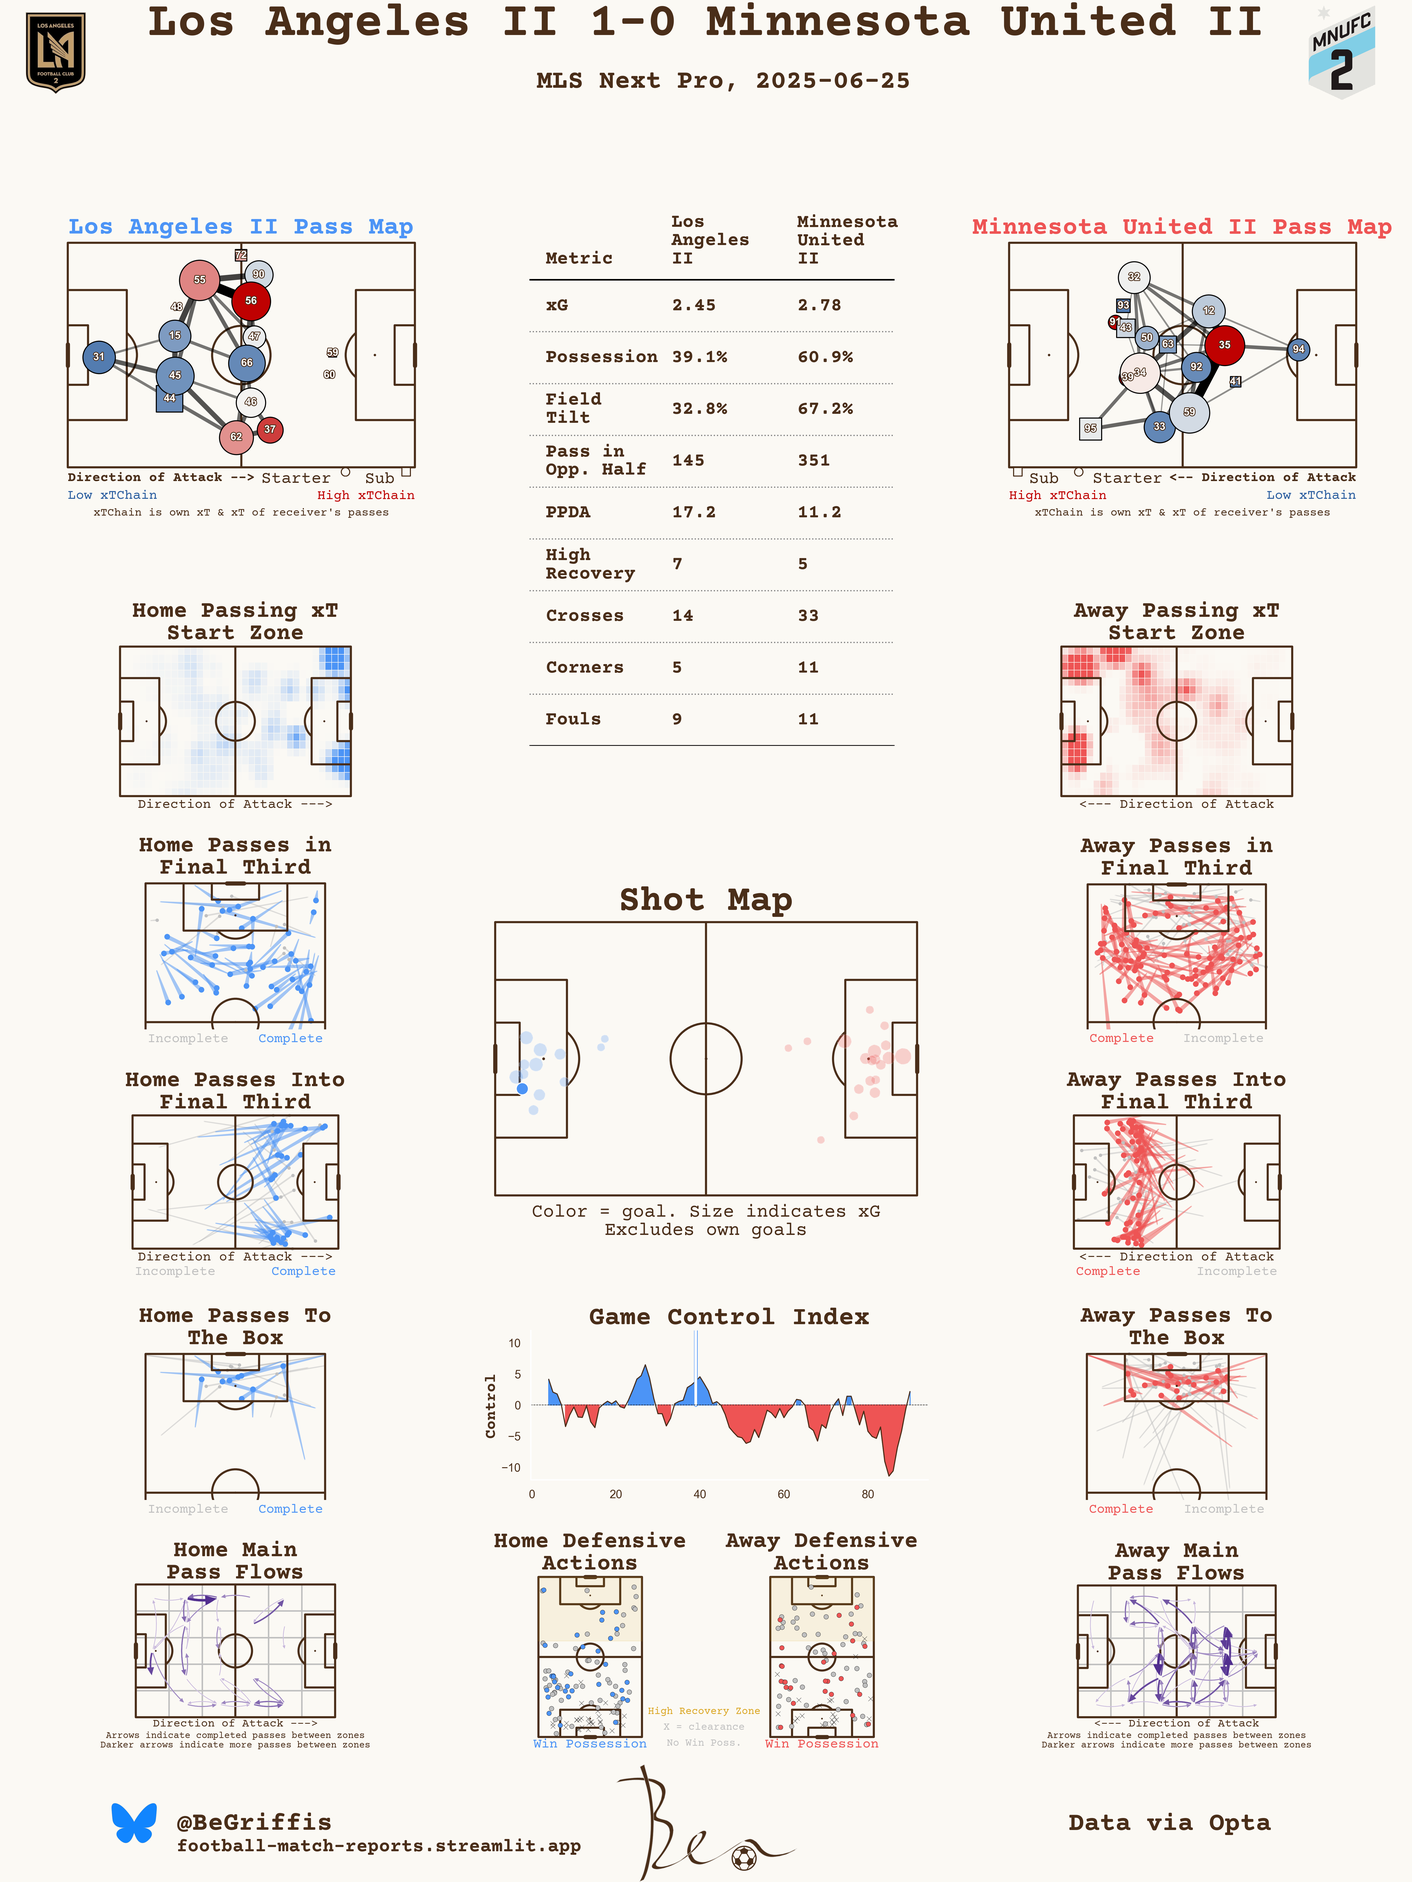 Los Angeles II 1-0 Minnesota United II
MLS Next Pro, 2025-06-25
LOS ANGELES
FOOTBALL CLUB
2
MNUFC
2
Los Angeles II Pass Map
72
55
90
56
48
15
47
31
66
59
45
60
44
46
62
37
Direction of Attack --> Starter Sub
Low xTChain High xTChain
xTChain is own xT & xT of receiver's passes
Metric Los Angeles II Minnesota United II
xG 2.45 2.78
Possession 39.1% 60.9%
Field Tilt 32.8% 67.2%
Pass in Opp. Half 145 351
PPDA 17.2 11.2
High Recovery 7 5
Crosses 14 33
Corners 5 11
Fouls 9 11
Minnesota United II Pass Map
32
93
12
91
43
50
63
35
94
34
39
92
41
59
95
33
Sub Starter <-- Direction of Attack
High xTChain Low xTChain
xTChain is own xT & xT of receiver's passes
Home Passing xT
Start Zone
Direction of Attack --->
Away Passing xT
Start Zone
<--- Direction of Attack
Home Passes in
Final Third
Incomplete Complete
Away Passes in
Final Third
Complete Incomplete
Shot Map
Color = goal. Size indicates xG
Excludes own goals
Home Passes Into
Final Third
Direction of Attack --->
Incomplete Complete
Away Passes Into
Final Third
<--- Direction of Attack
Complete Incomplete
Home Passes To
The Box
Incomplete Complete
Game Control Index
Control
10
5
0
−5
−10
0 20 40 60 80
Away Passes To
The Box
Complete Incomplete
Home Main
Pass Flows
Direction of Attack --->
Arrows indicate completed passes between zones
Darker arrows indicate more passes between zones
Home Defensive
Actions
Win Possession
High Recovery Zone
X = clearance
No Win Poss.
Away Defensive
Actions
Win Possession
Away Main
Pass Flows
<--- Direction of Attack
Arrows indicate completed passes between zones
Darker arrows indicate more passes between zones
@BeGriffis
football-match-reports.streamlit.app
Ben
Data via Opta